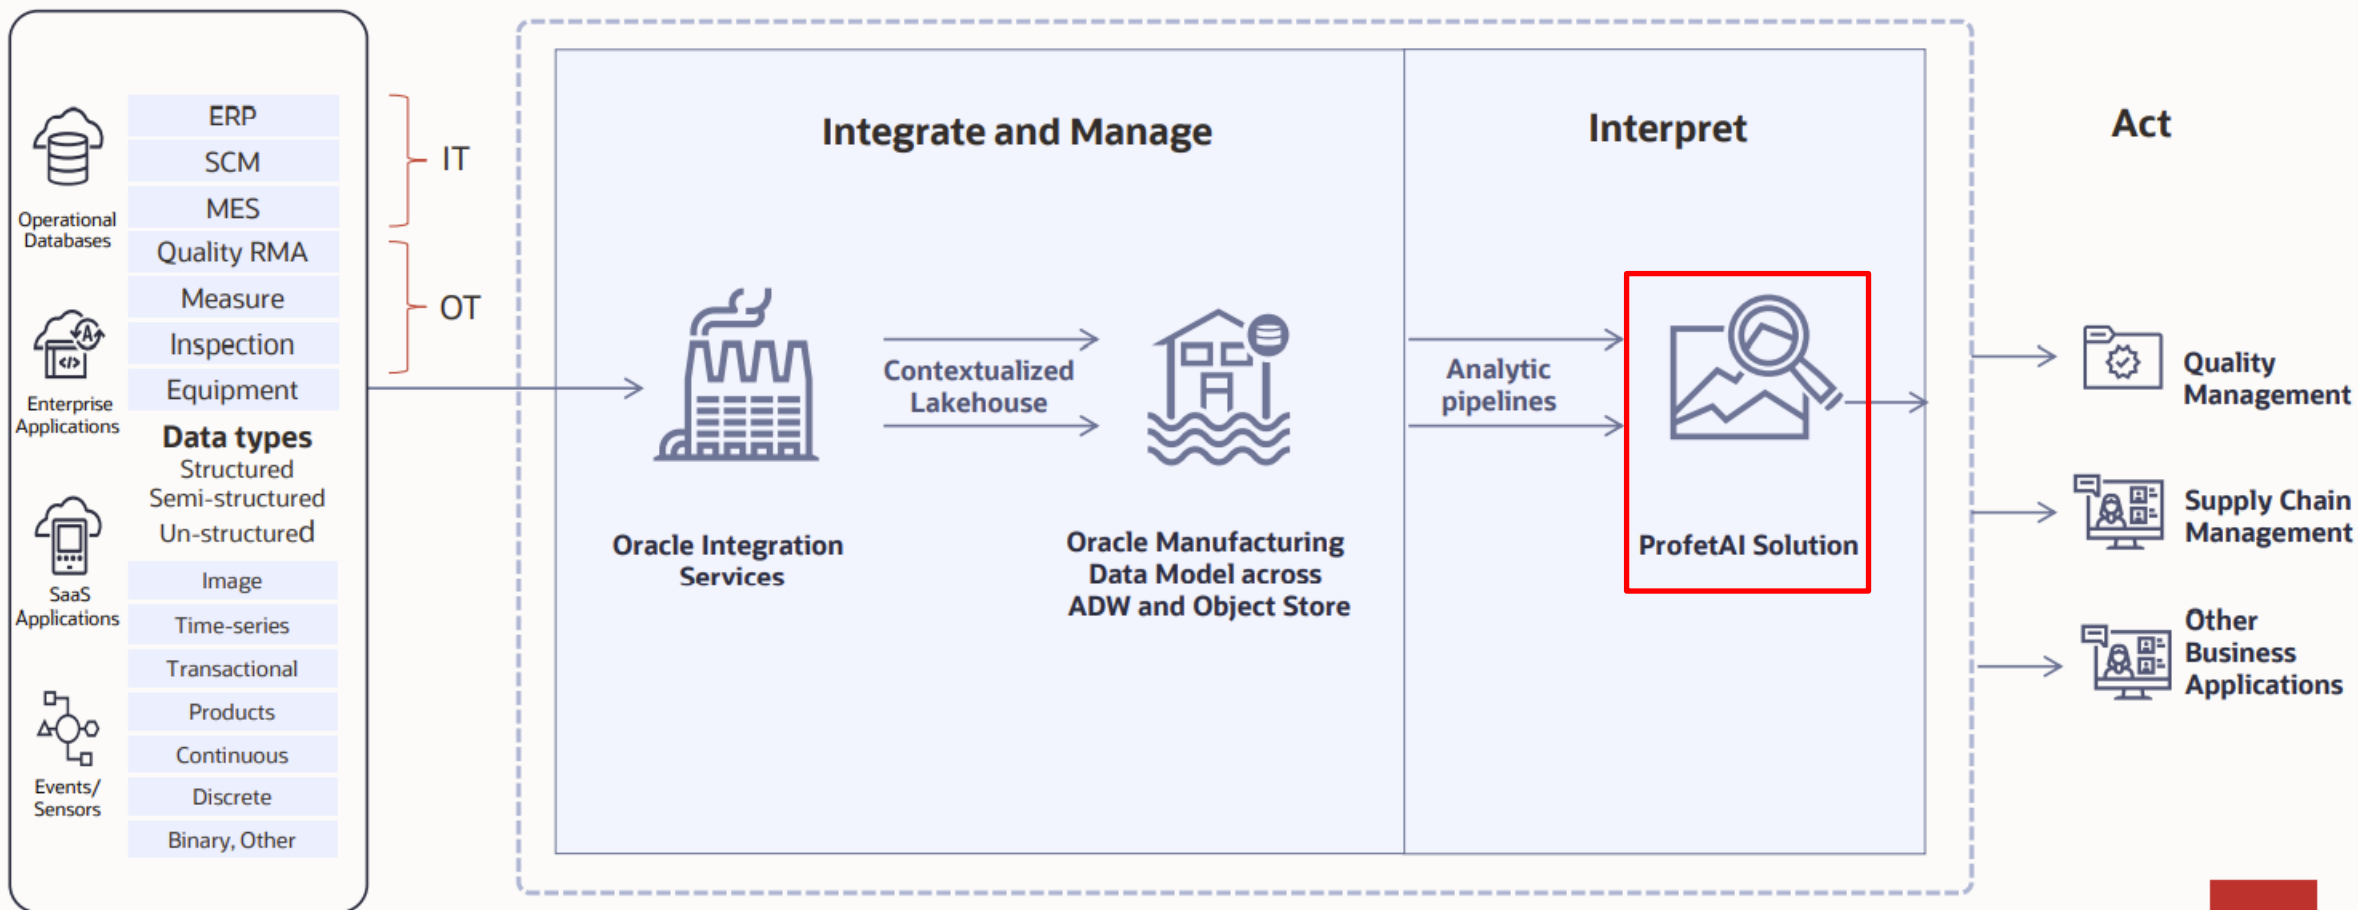 Operational
Databases
Enterprise
Applications
SaaS
Applications
Events/
Sensors
ERP
SCM
MES
Quality RMA
Measure
Inspection
Equipment
Data types
Structured
Semi-structured
Un-structured
Image
Time-series
Transactional
Products
Continuous
Discrete
Binary, Other
IT
OT
Integrate and Manage
Oracle Integration
Services
Contextualized
Lakehouse
Oracle Manufacturing
Data Model across
ADW and Object Store
Interpret
Analytic
pipelines
ProfetAI Solution
Act
Quality
Management
Supply Chain
Management
Other
Business
Applications